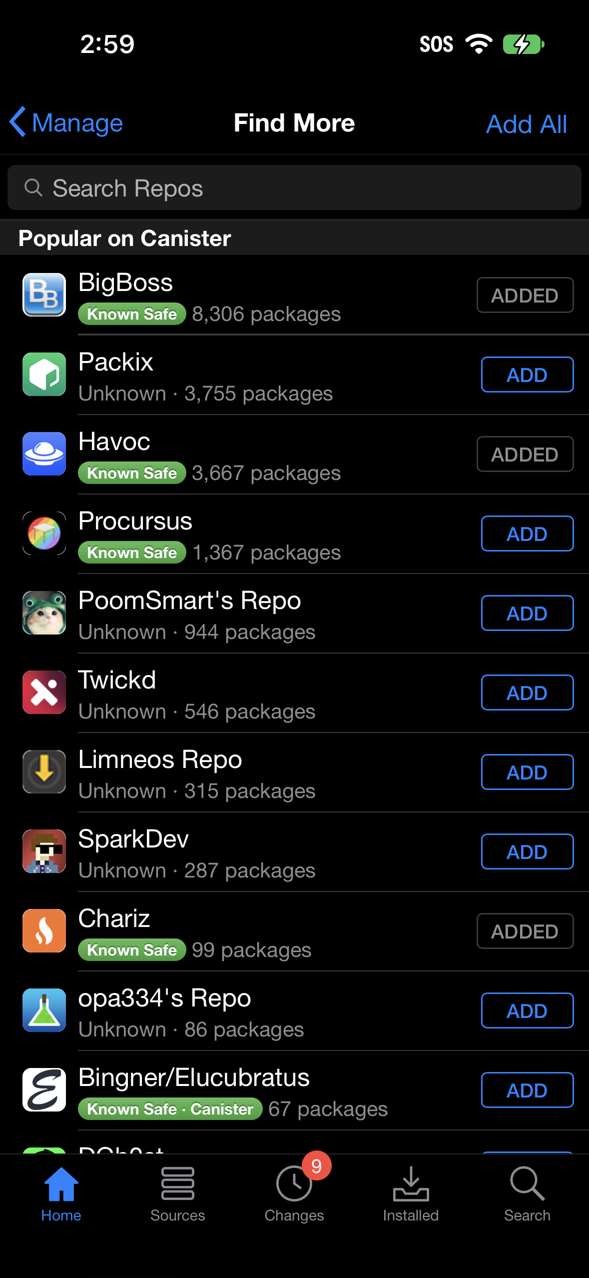 2:59
SOS
Manage
Find More
Add All
Search Repos
Popular on Canister
BigBoss
Known Safe 8,306 packages
ADDED
Packix
Unknown · 3,755 packages
ADD
Havoc
Known Safe 3,667 packages
ADDED
Procursus
Known Safe 1,367 packages
ADD
PoomSmart's Repo
Unknown · 944 packages
ADD
Twickd
Unknown · 546 packages
ADD
Limneos Repo
Unknown · 315 packages
ADD
SparkDev
Unknown · 287 packages
ADD
Chariz
Known Safe 99 packages
ADDED
opa334's Repo
Unknown · 86 packages
ADD
Bingner/Elucubratus
Known Safe · Canister 67 packages
ADD
9
Home
Sources
Changes
Installed
Search